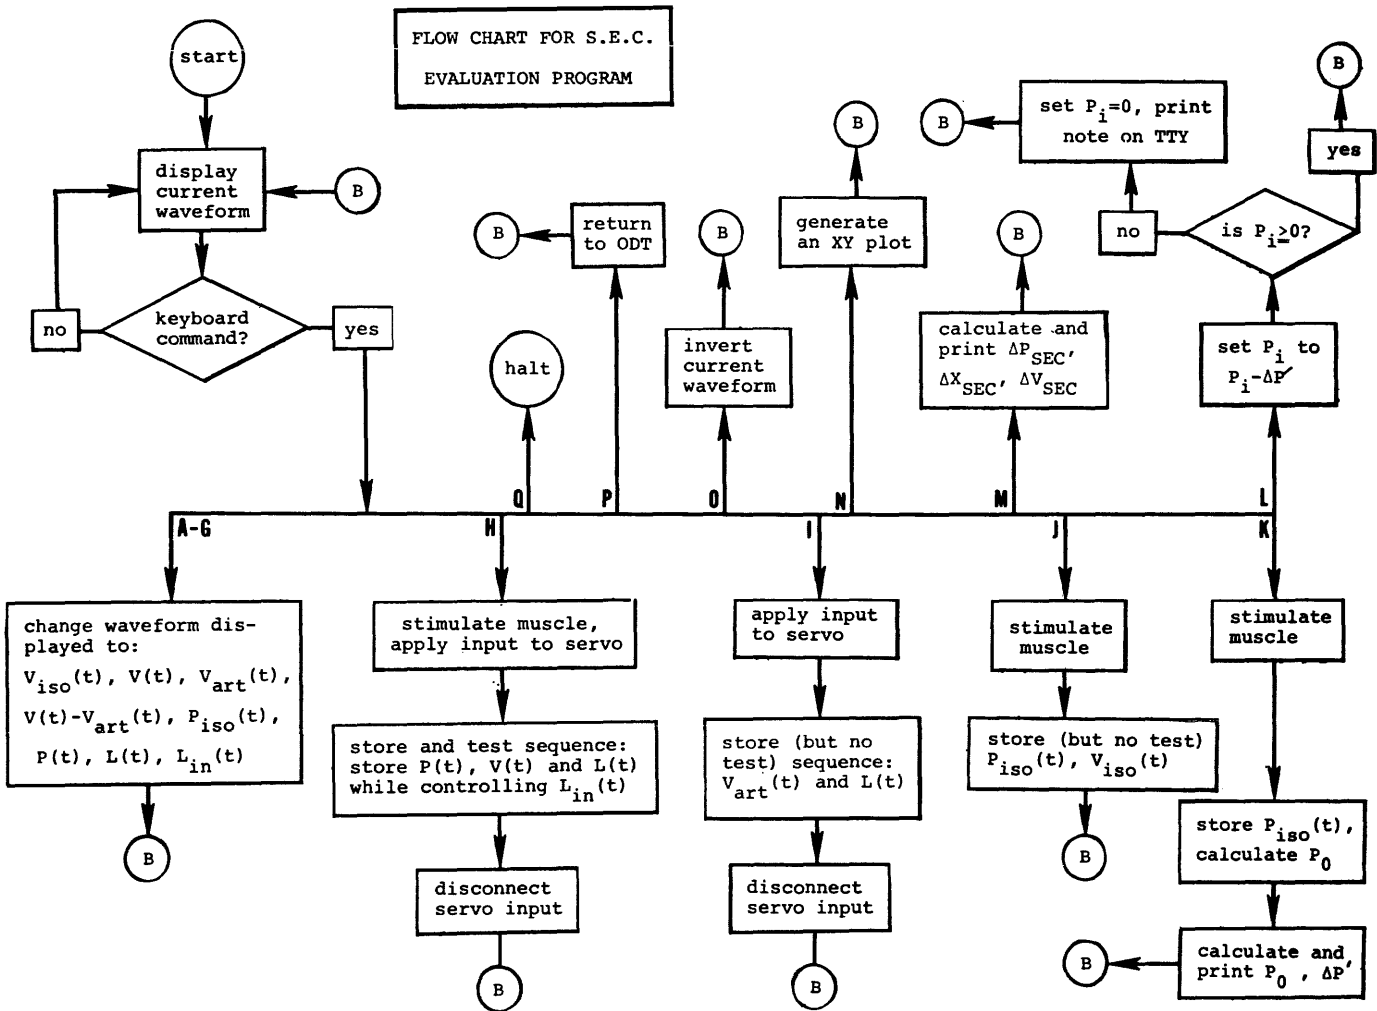 FLOW CHART FOR S.E.C.
EVALUATION PROGRAM
start
display
current
waveform
B
keyboard
command?
no
yes
halt
B
return
to ODT
B
invert
current
waveform
B
generate
an XY plot
B
calculate and
print ΔP_SEC,
ΔX_SEC, ΔV_SEC
B
set P_i=0, print
note on TTY
B
yes
no
is P_i≥0?
set P_i to
P_i-ΔP′
Q
P
O
N
M
L
A-G
H
I
J
K
change waveform dis-
played to:
V_iso(t), V(t), V_art(t),
V(t)-V_art(t), P_iso(t),
P(t), L(t), L_in(t)
B
stimulate muscle,
apply input to servo
store and test sequence:
store P(t), V(t) and L(t)
while controlling L_in(t)
disconnect
servo input
B
apply input
to servo
store (but no
test) sequence:
V_art(t) and L(t)
disconnect
servo input
B
stimulate
muscle
store (but no test)
P_iso(t), V_iso(t)
B
stimulate
muscle
store P_iso(t),
calculate P_0
calculate and
print P_0 , ΔP′
B